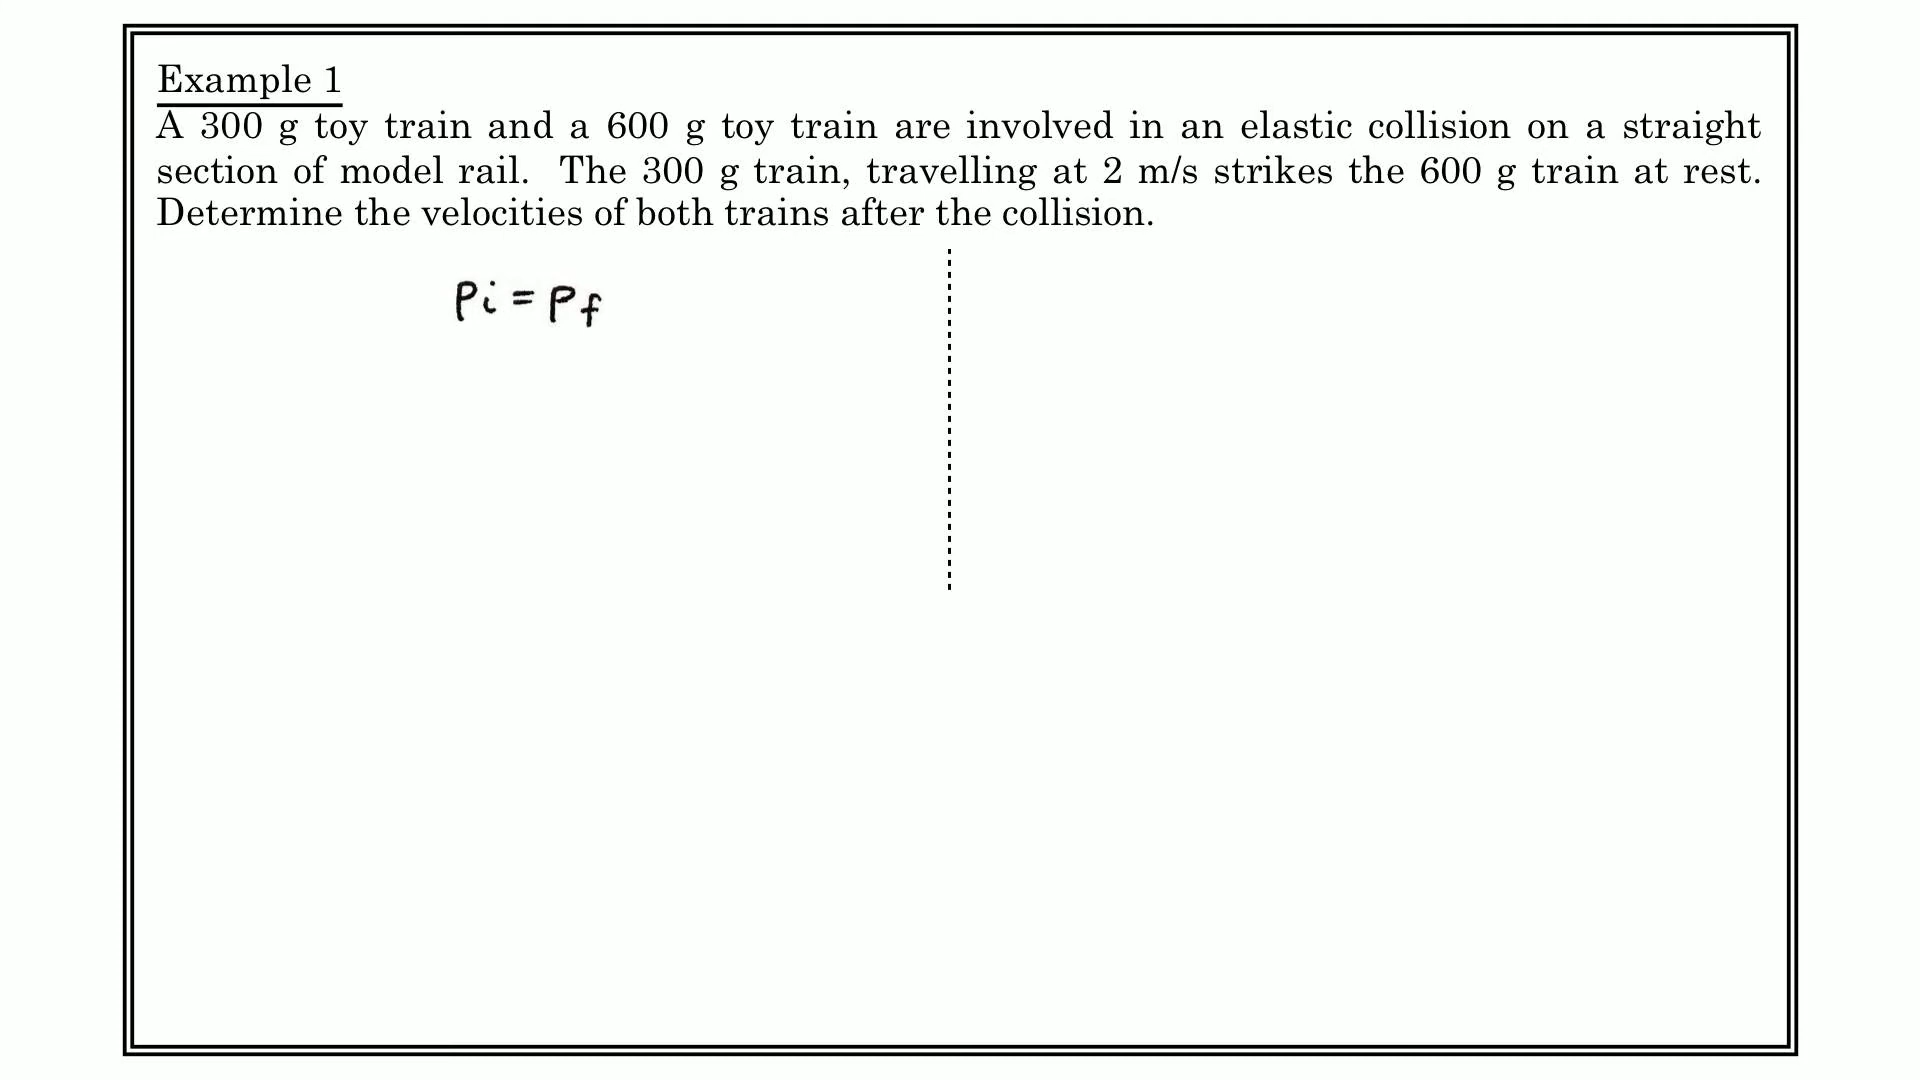 Example 1
A 300 g toy train and a 600 g toy train are involved in an elastic collision on a straight
section of model rail. The 300 g train, travelling at 2 m/s strikes the 600 g train at rest.
Determine the velocities of both trains after the collision.
Pi = Pf